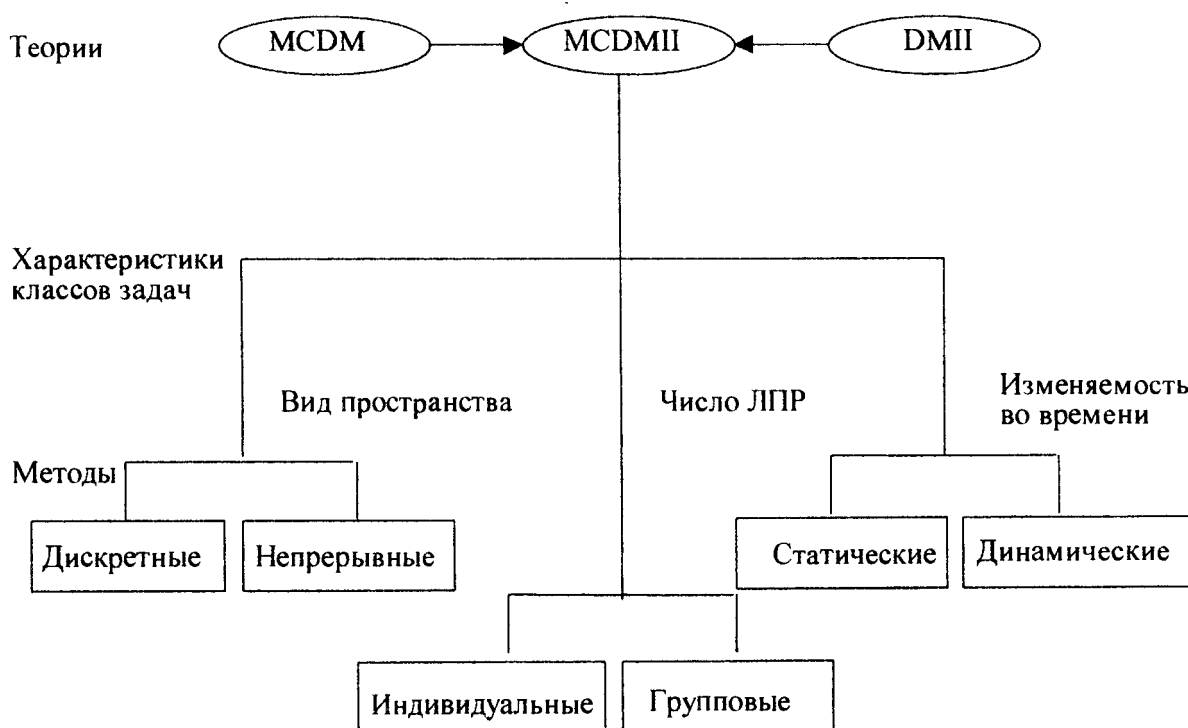 Теории
MCDM
MCDMII
DMII
Характеристики
классов задач
Вид пространства
Число ЛПР
Изменяемость
во времени
Методы
Дискретные
Непрерывные
Статические
Динамические
Индивидуальные
Групповые